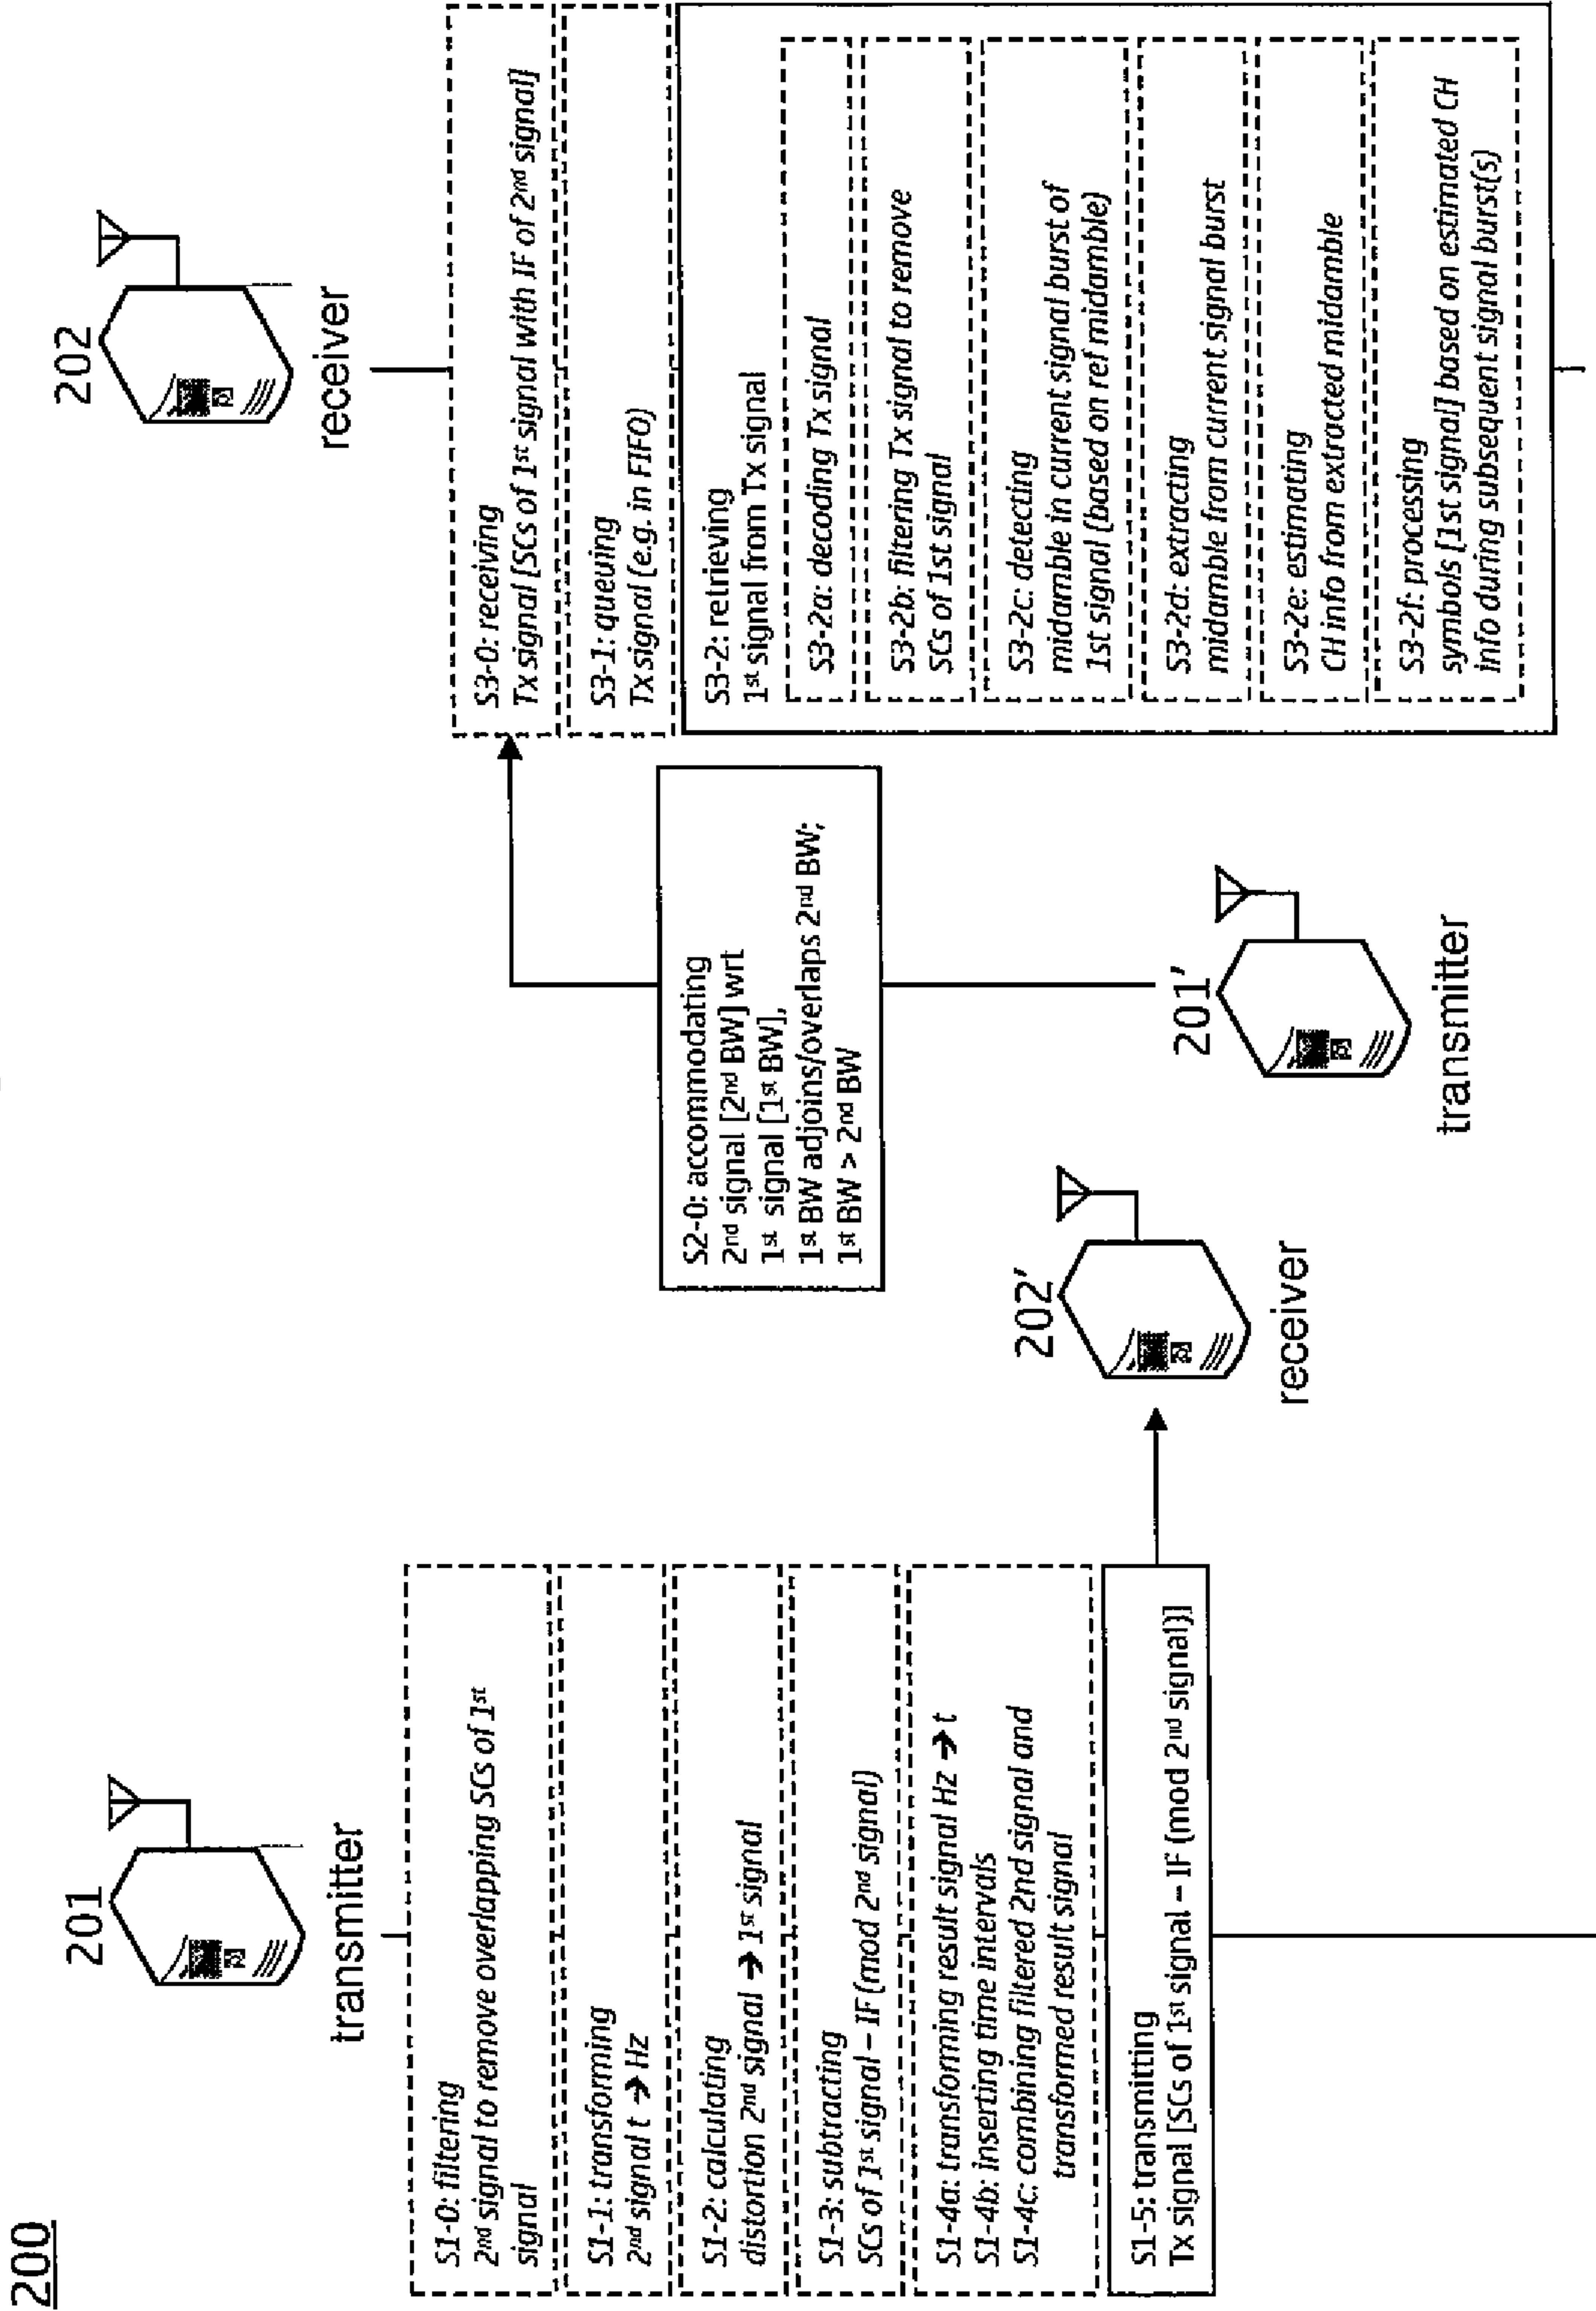 200
201
transmitter
S1-0: filtering
2nd signal to remove overlapping SCs of 1st
signal
S1-1: transforming
2nd signal t ➔ Hz
S1-2: calculating
distortion 2nd signal ➔ 1st signal
S1-3: subtracting
SCs of 1st signal – IF (mod 2nd signal)
S1-4a: transforming result signal Hz ➔ t
S1-4b: inserting time intervals
S1-4c: combining filtered 2nd signal and
transformed result signal
S1-5: transmitting
Tx signal [SCs of 1st signal – IF (mod 2nd signal)]
202'
receiver
S2-0: accommodating
2nd signal [2nd BW] wrt
1st signal [1st BW],
1st BW adjoins/overlaps 2nd BW;
1st BW > 2nd BW
201'
transmitter
202
receiver
S3-0: receiving
Tx signal [SCs of 1st signal with IF of 2nd signal]
S3-1: queuing
Tx signal (e.g. in FIFO)
S3-2: retrieving
1st signal from Tx signal
S3-2a: decoding Tx signal
S3-2b: filtering Tx signal to remove
SCs of 1st signal
S3-2c: detecting
midamble in current signal burst of
1st signal (based on ref midamble)
S3-2d: extracting
midamble from current signal burst
S3-2e: estimating
CH info from extracted midamble
S3-2f: processing
symbols [1st signal] based on estimated CH
info during subsequent signal burst(s)